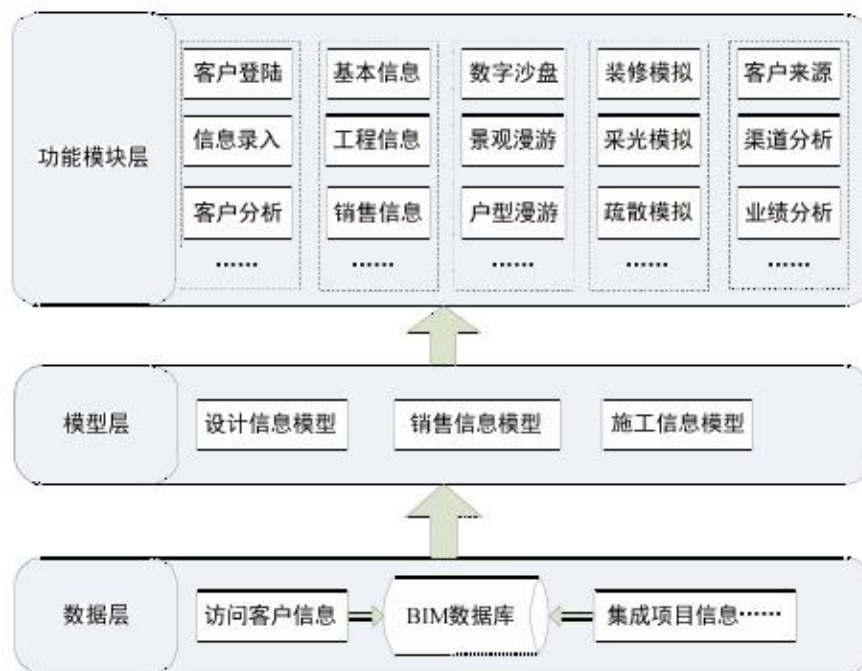 客户登陆 基本信息 数字沙盘 装修模拟 客户来源
信息录入 工程信息 景观漫游 采光模拟 渠道分析
功能模块层
客户分析 销售信息 户型漫游 疏散模拟 业绩分析
…… …… …… …… ……
模型层 设计信息模型 销售信息模型 施工信息模型
数据层 访问客户信息 BIM数据库 集成项目信息……